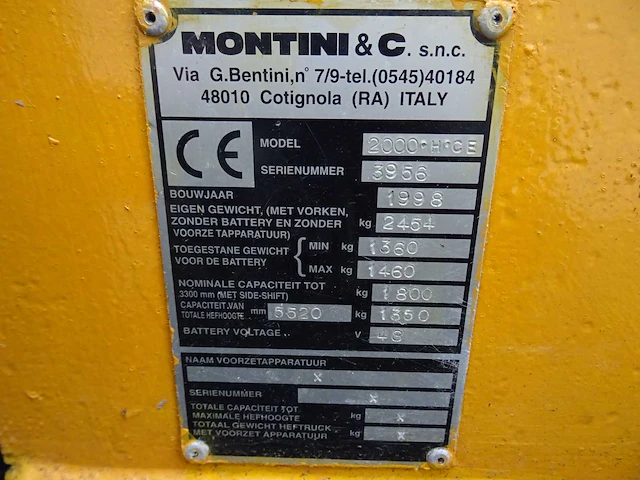 MONTINI & C. s.n.c.
Via G.Bentini,n° 7/9-tel.(0545)40184
48010 Cotignola (RA) ITALY
CE
MODEL 2000•H•CE
SERIENUMMER 3956
BOUWJAAR 1998
EIGEN GEWICHT, (MET VORKEN,
ZONDER BATTERY EN ZONDER kg 2454
VOORZETAPPARATUUR)
TOEGESTANE GEWICHT { MIN kg 1360
VOOR DE BATTERY MAX kg 1460
NOMINALE CAPACITEIT TOT kg 1800
3300 mm (MET SIDE-SHIFT)
CAPACITEIT.VAN mm 5520 kg 1350
TOTALE HEFHOOGTE
BATTERY VOLTAGE V 48
NAAM VOORZETAPPARATUUR
X
SERIENUMMER X
TOTALE CAPACITEIT TOT kg X
MAXIMALE HEFHOOGTE
TOTAAL GEWICHT HEFTRUCK kg X
MET VOORZET APPARATUUR